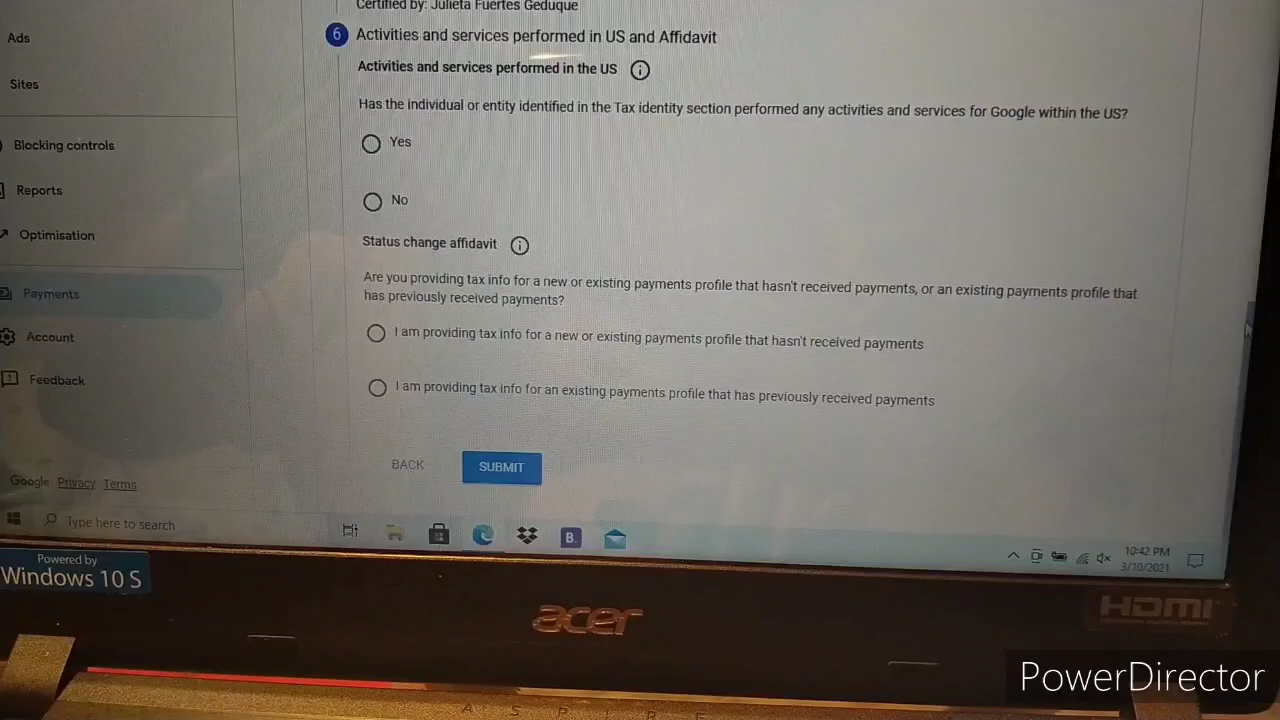 Certified by: Julieta Fuertes Geduque
6 Activities and services performed in US and Affidavit
Activities and services performed in the US
Has the individual or entity identified in the Tax identity section performed any activities and services for Google within the US?
Yes
No
Status change affidavit
Are you providing tax info for a new or existing payments profile that hasn't received payments, or an existing payments profile that
has previously received payments?
I am providing tax info for a new or existing payments profile that hasn't received payments
I am providing tax info for an existing payments profile that has previously received payments
BACK
SUBMIT
Ads
Sites
Blocking controls
Reports
Optimisation
Payments
Account
Feedback
Google Privacy Terms
Type here to search
B.
10:42 PM
3/10/2021
Powered by
Windows 10 S
acer
HDMI
ASPIRE
PowerDirector